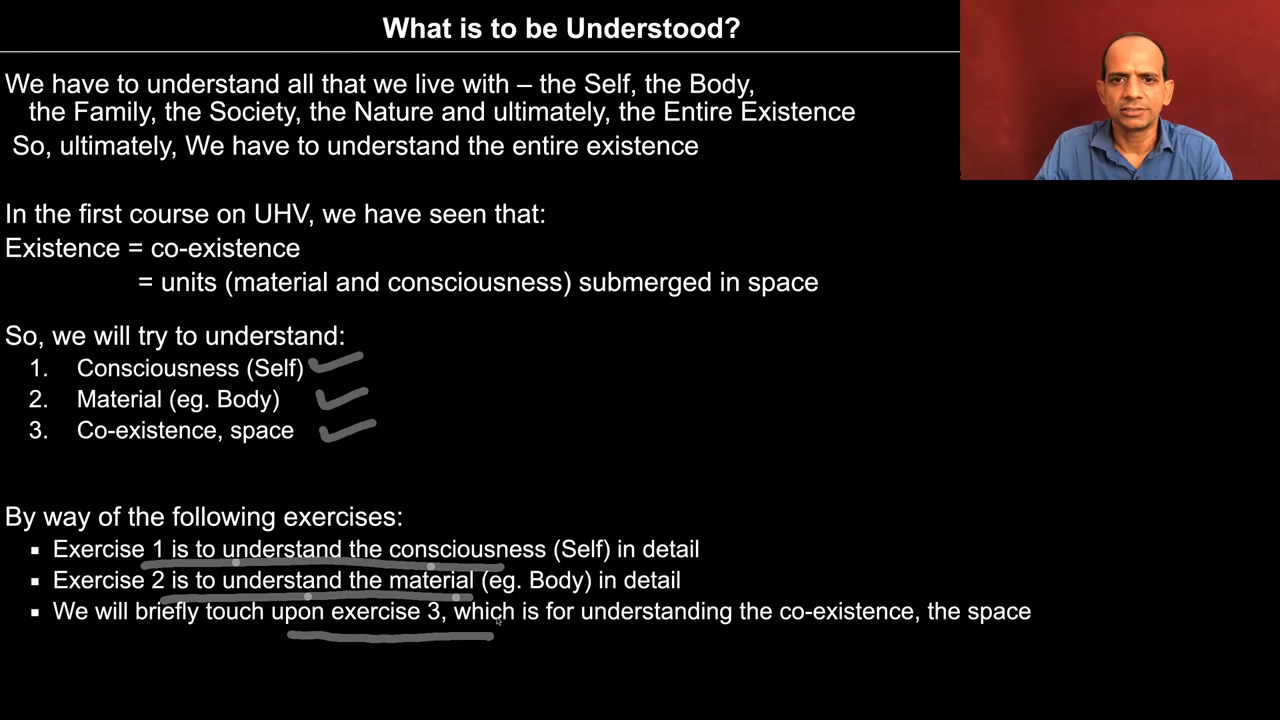 What is to be Understood?
We have to understand all that we live with – the Self, the Body,
the Family, the Society, the Nature and ultimately, the Entire Existence
So, ultimately, We have to understand the entire existence
In the first course on UHV, we have seen that:
Existence = co-existence
= units (material and consciousness) submerged in space
So, we will try to understand:
1. Consciousness (Self)
2. Material (eg. Body)
3. Co-existence, space
By way of the following exercises:
▪ Exercise 1 is to understand the consciousness (Self) in detail
▪ Exercise 2 is to understand the material (eg. Body) in detail
▪ We will briefly touch upon exercise 3, which is for understanding the co-existence, the space